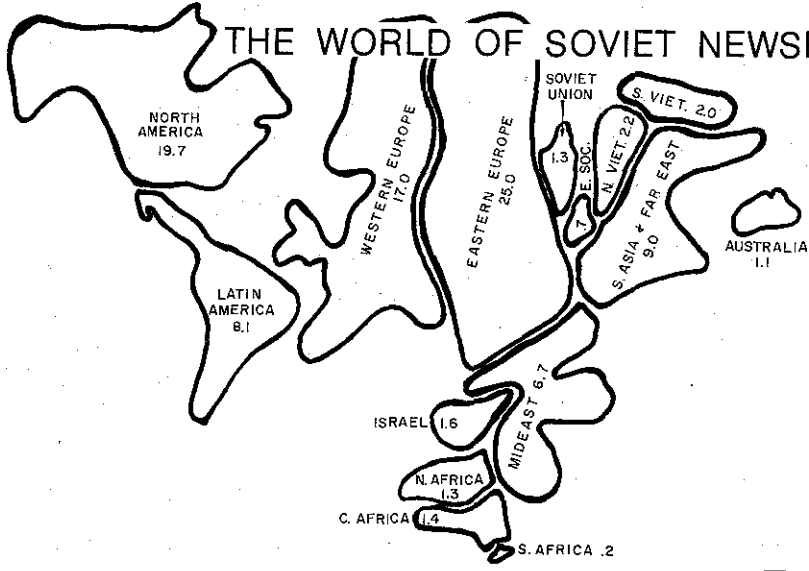 THE WORLD OF SOVIET NEWS
NORTH
AMERICA
19.7
LATIN
AMERICA
8.1
WESTERN EUROPE
17.0
EASTERN EUROPE
25.0
SOVIET
UNION
1.3
E. SOC.
.7
N. VIET. 2.2
S. VIET. 2.0
S. ASIA & FAR EAST
9.0
AUSTRALIA
1.1
MIDEAST 6.7
ISRAEL 1.6
N. AFRICA
1.3
C. AFRICA 1.4
S. AFRICA .2